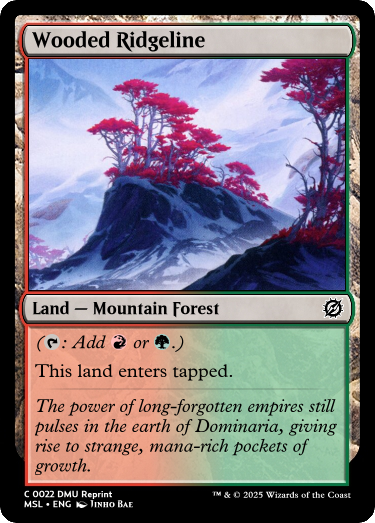 Wooded Ridgeline
Land — Mountain Forest
(: Add or .)
This land enters tapped.
The power of long-forgotten empires still
pulses in the earth of Dominaria, giving
rise to strange, mana-rich pockets of
growth.
C 0022 DMU Reprint
MSL • ENG Jinho Bae
™ & © 2025 Wizards of the Coast